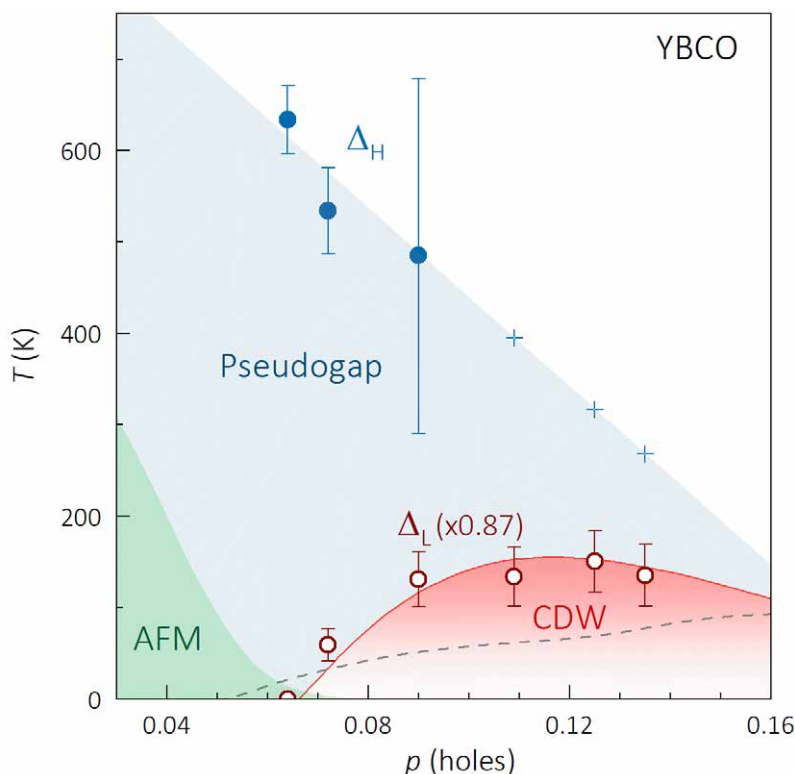 YBCO
600
400
200
0
T (K)
Δ_H
Pseudogap
Δ_L (x0.87)
AFM
CDW
0.04
0.08
0.12
0.16
p (holes)